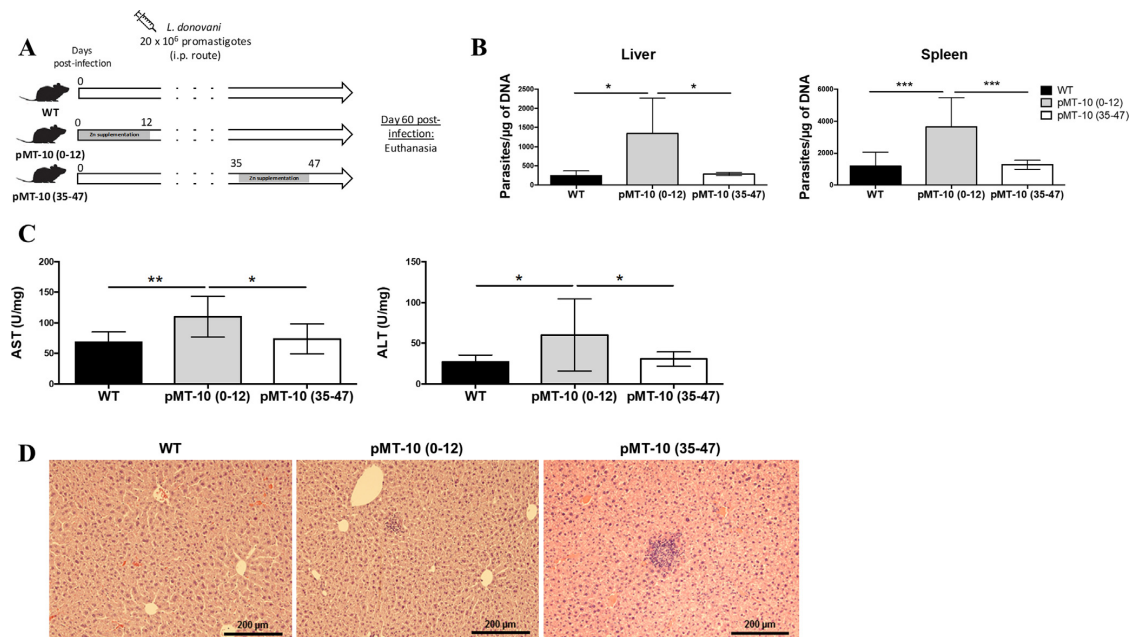 A
L. donovani
20 x 10⁶ promastigotes
(i.p. route)
Days
post-infection
0
WT
0 12
Zn supplementation
pMT-10 (0-12)
0 35 47
Zn supplementation
pMT-10 (35-47)
Day 60 post-
infection:
Euthanasia
B
Liver
Parasites/µg of DNA
2500
2000
1500
1000
500
0
* *
WT pMT-10 (0-12) pMT-10 (35-47)
Spleen
Parasites/µg of DNA
6000
4000
2000
0
*** ***
WT pMT-10 (0-12) pMT-10 (35-47)
WT
pMT-10 (0-12)
pMT-10 (35-47)
C
AST (U/mg)
200
150
100
50
0
** *
WT pMT-10 (0-12) pMT-10 (35-47)
ALT (U/mg)
150
100
50
0
* *
WT pMT-10 (0-12) pMT-10 (35-47)
D
WT
pMT-10 (0-12)
pMT-10 (35-47)
200 µm
200 µm
200 µm